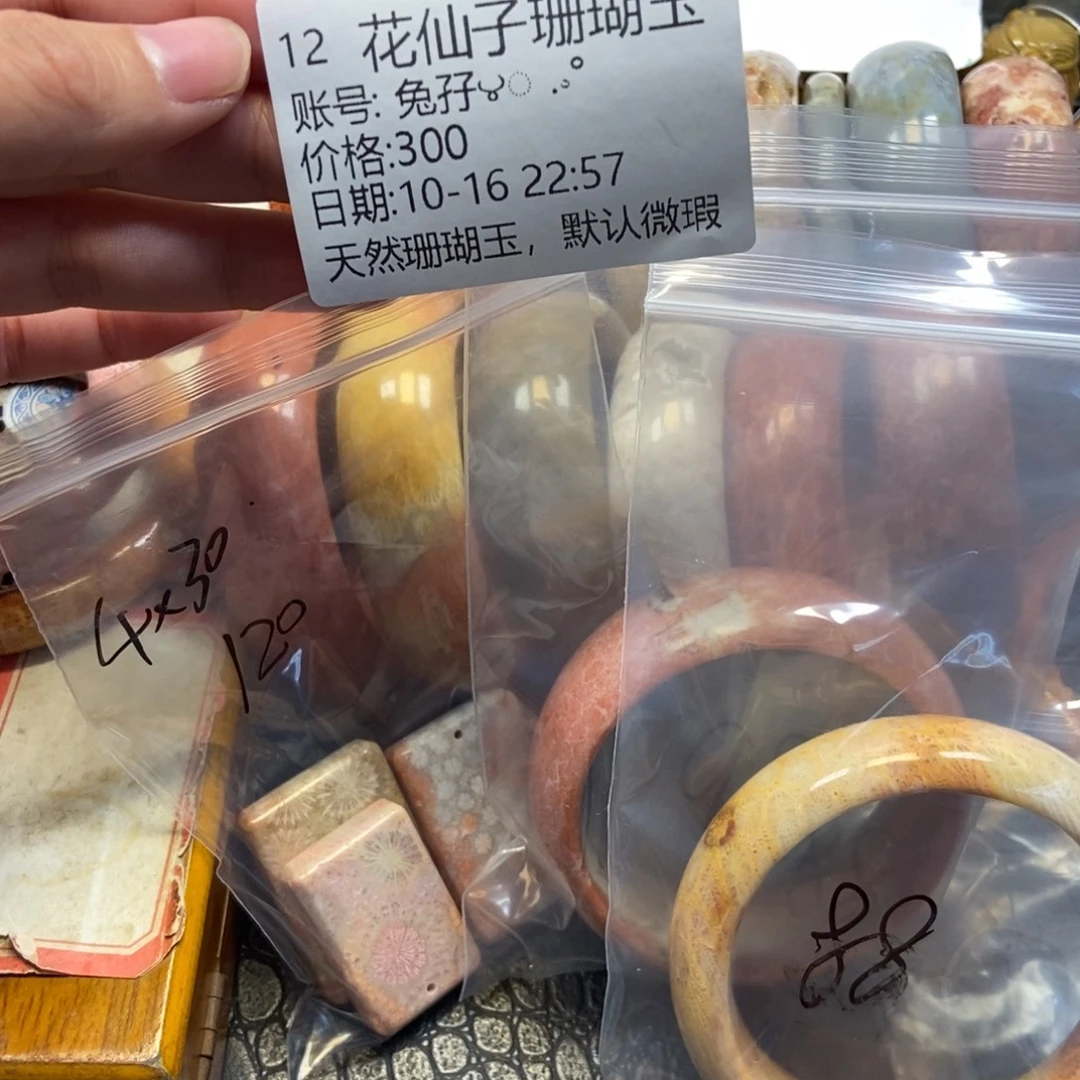 12 花仙子珊瑚玉
账号: 兔孖
价格:300
日期:10-16 22:57
天然珊瑚玉，默认微瑕
4x30
120
88